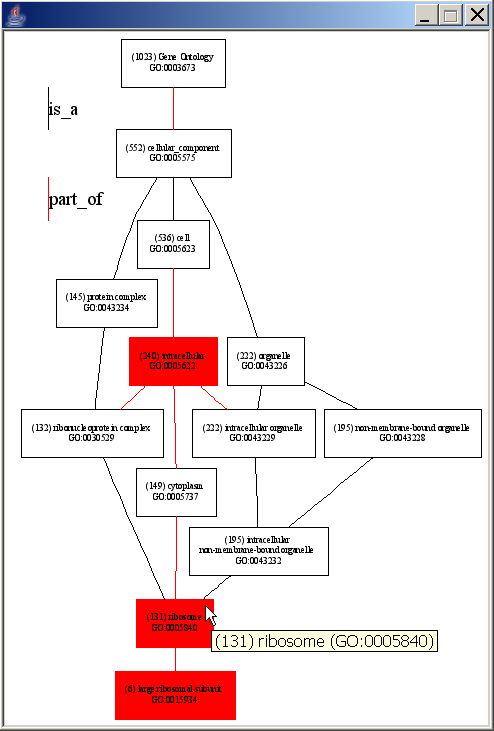 (1023) Gene Ontology
GO:0003673
is_a
(552) cellular_component
GO:0005575
part_of
(536) cell
GO:0005623
(145) protein complex
GO:0043234
(240) intracellular
GO:0005622
(222) organelle
GO:0043226
(132) ribonucleoprotein complex
GO:0030529
(222) intracellular organelle
GO:0043229
(195) non-membrane-bound organelle
GO:0043228
(149) cytoplasm
GO:0005737
(195) intracellular
non-membrane-bound organelle
GO:0043232
(131) ribosome
GO:0005840
(131) ribosome (GO:0005840)
(6) large ribosomal subunit
GO:0015934